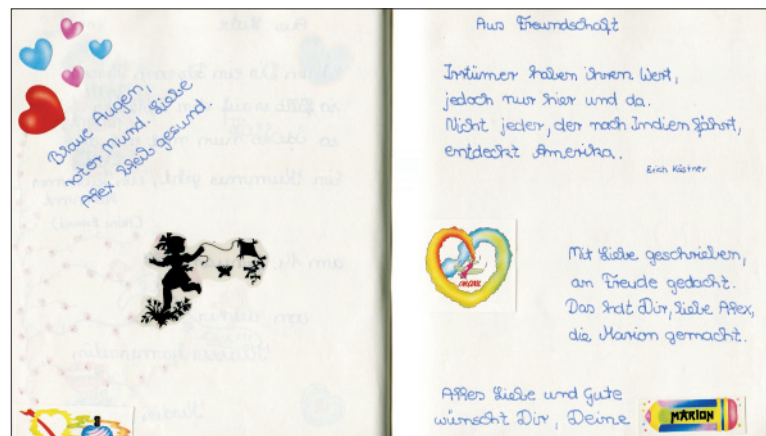 Blaue Augen,
roter Mund. Liebe
Alex bleib gesund.
Aus Freundschaft
Irrtümer haben ihren Wert,
jedoch nur hier und da.
Nicht jeder, der nach Indien fährt,
entdeckt Amerika.
Erich Kästner
Mit Liebe geschrieben,
an Freude gedacht.
Das hat Dir, liebe Alex,
die Marion gemacht.
Alles Liebe und Gute
wünscht Dir, Deine
MARION